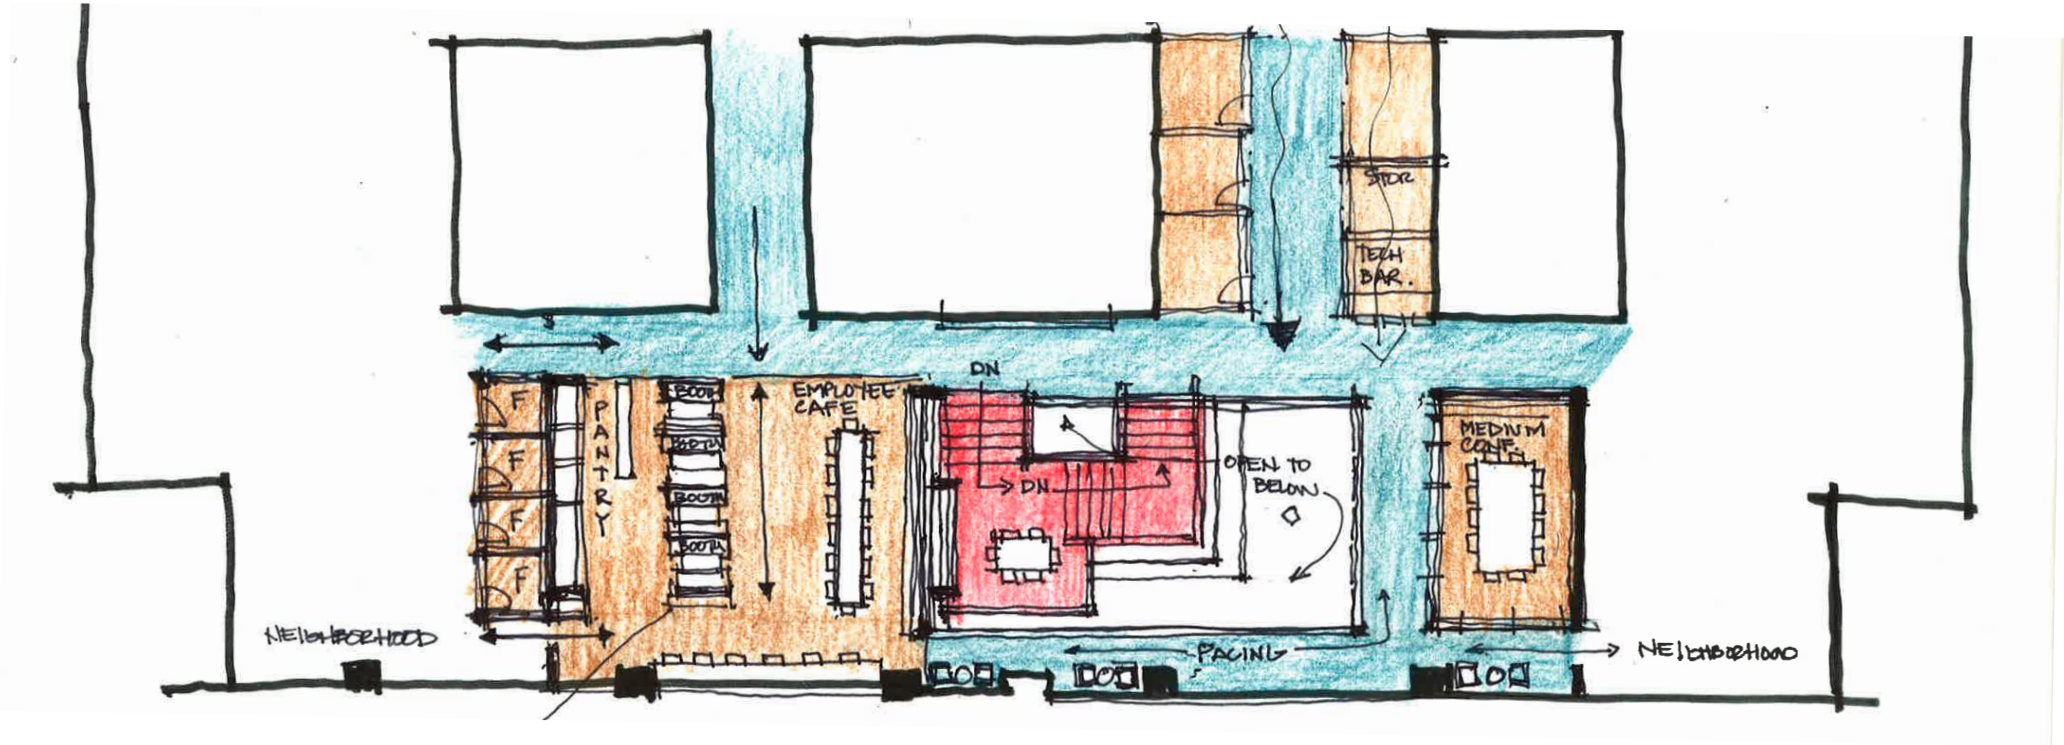 STOR
TECH
BAR.
DN
F
F
F
F
PANTRY
BOOTH
BOOTH
BOOTH
BOOTH
EMPLOYEE
CAFE
DN
OPEN TO
BELOW
MEDIUM
CONF.
NEIGHBORHOOD
PACING
NEIGHBORHOOD